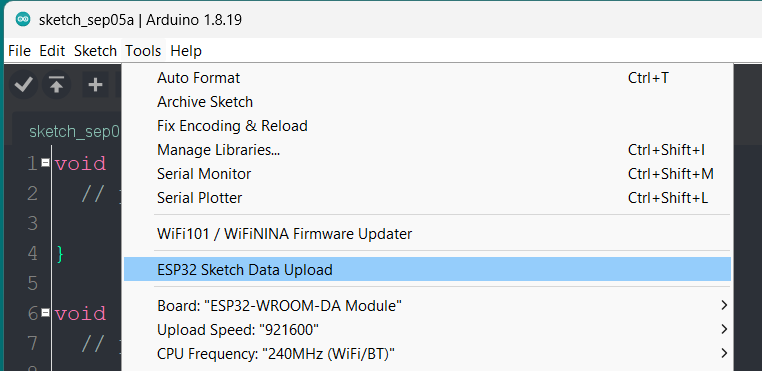 sketch_sep05a | Arduino 1.8.19
File Edit Sketch Tools Help
Auto Format Ctrl+T
Archive Sketch
Fix Encoding & Reload
Manage Libraries... Ctrl+Shift+I
Serial Monitor Ctrl+Shift+M
Serial Plotter Ctrl+Shift+L
WiFi101 / WiFiNINA Firmware Updater
ESP32 Sketch Data Upload
Board: "ESP32-WROOM-DA Module"
Upload Speed: "921600"
CPU Frequency: "240MHz (WiFi/BT)"
sketch_sep0
1 void
2 //
3
4 }
5
6 void
7 //